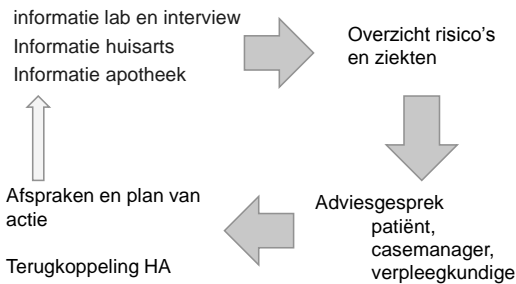 informatie lab en interview
Informatie huisarts
Informatie apotheek
Overzicht risico's
en ziekten
Adviesgesprek
patiënt,
casemanager,
verpleegkundige
Afspraken en plan van
actie
Terugkoppeling HA